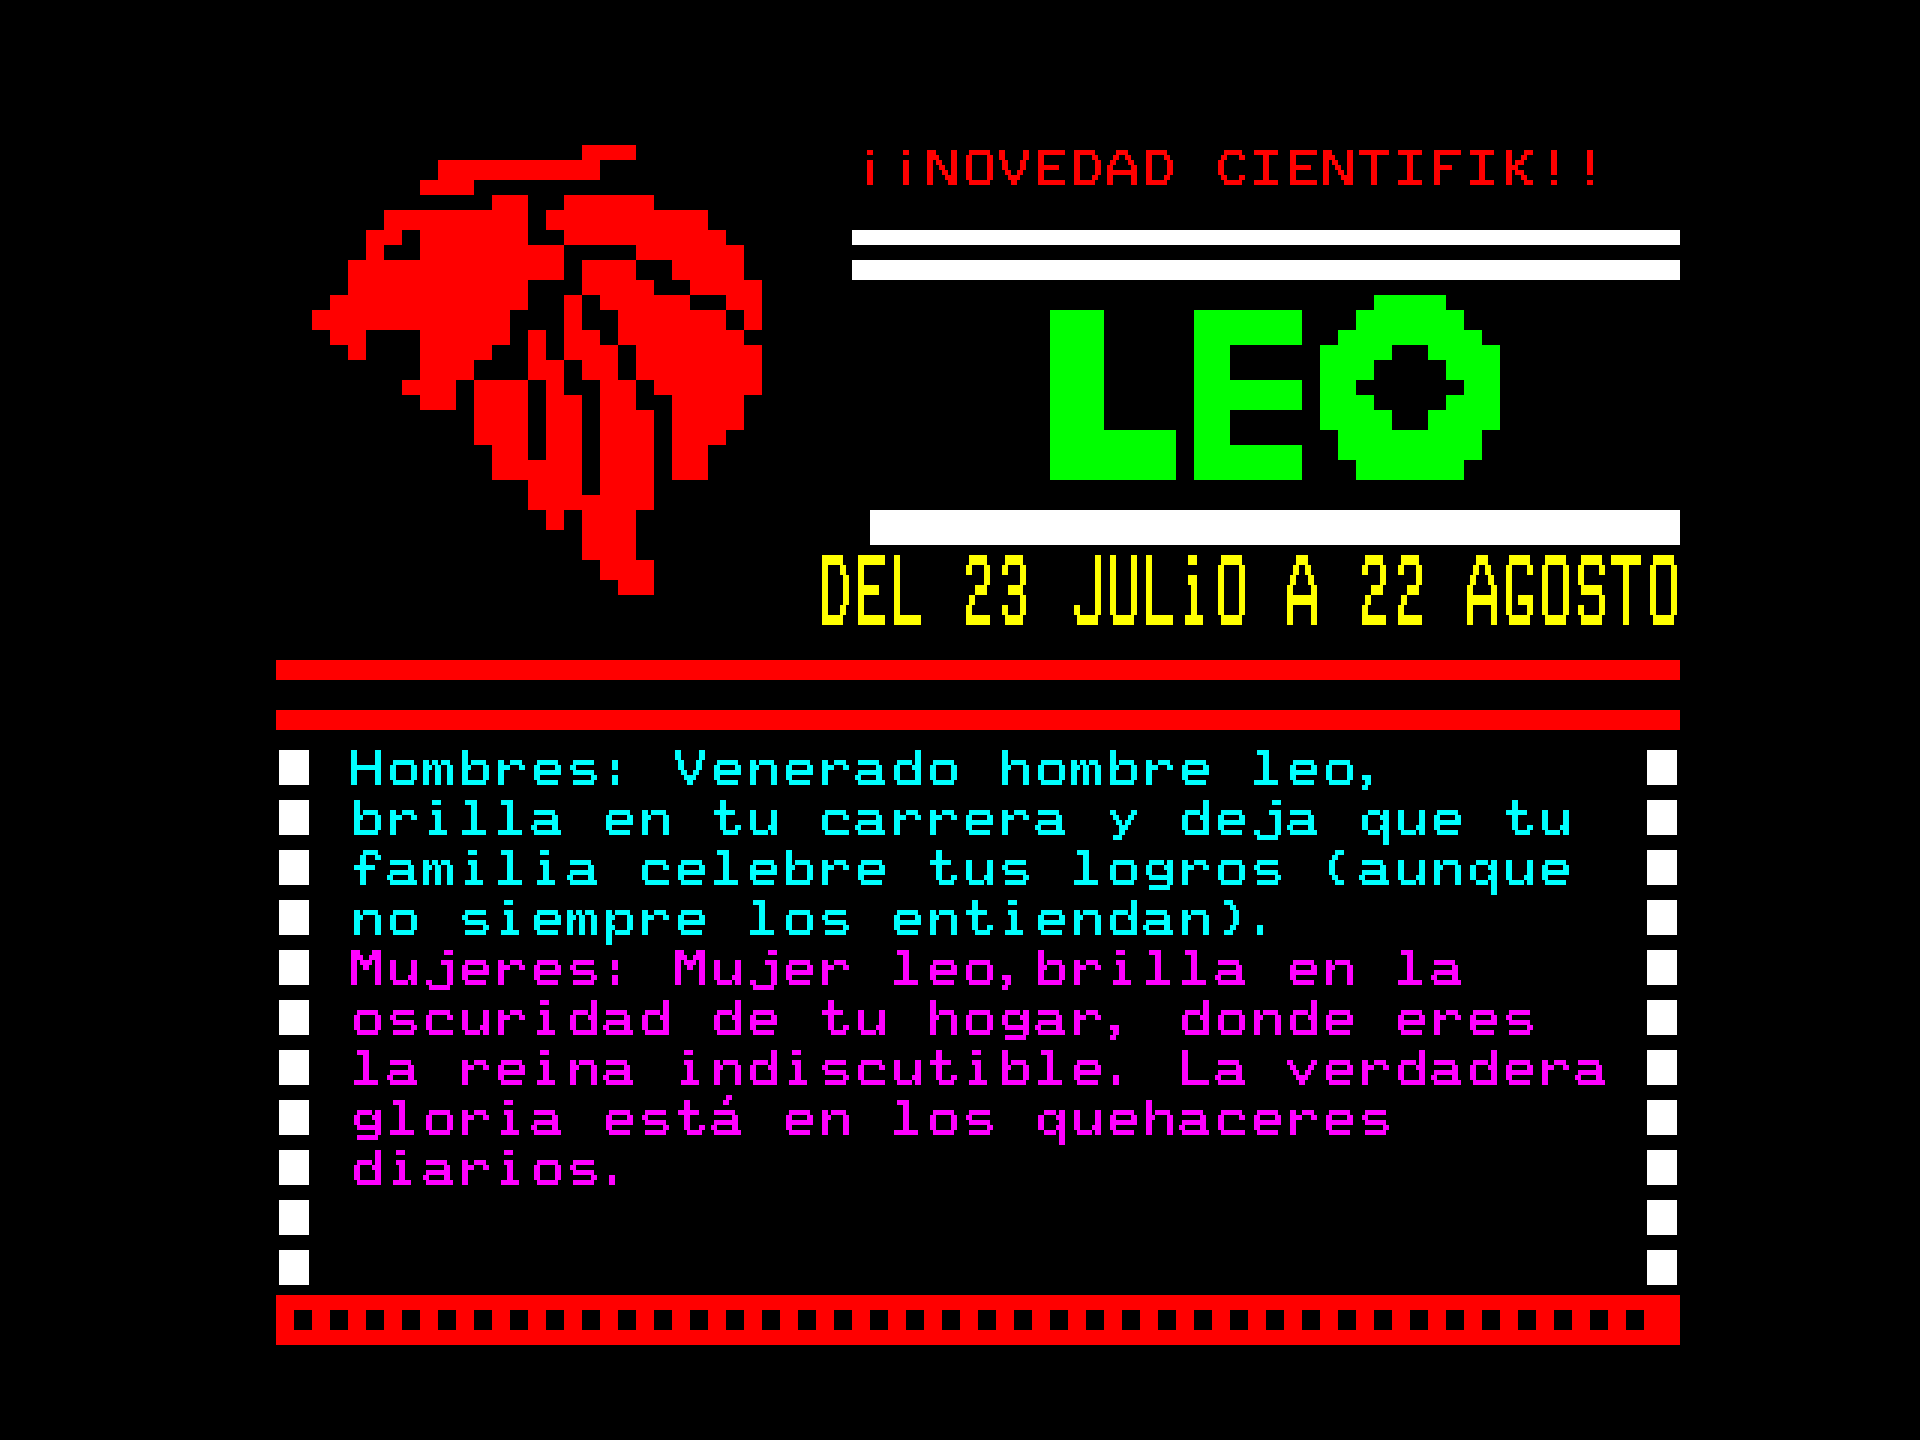 ¡¡NOVEDAD CIENTIFIK!!
LEO
DEL 23 JULiO A 22 AGOSTO
Hombres: Venerado hombre leo,
brilla en tu carrera y deja que tu
familia celebre tus logros (aunque
no siempre los entiendan).
Mujeres: Mujer leo,brilla en la
oscuridad de tu hogar, donde eres
la reina indiscutible. La verdadera
gloria está en los quehaceres
diarios.